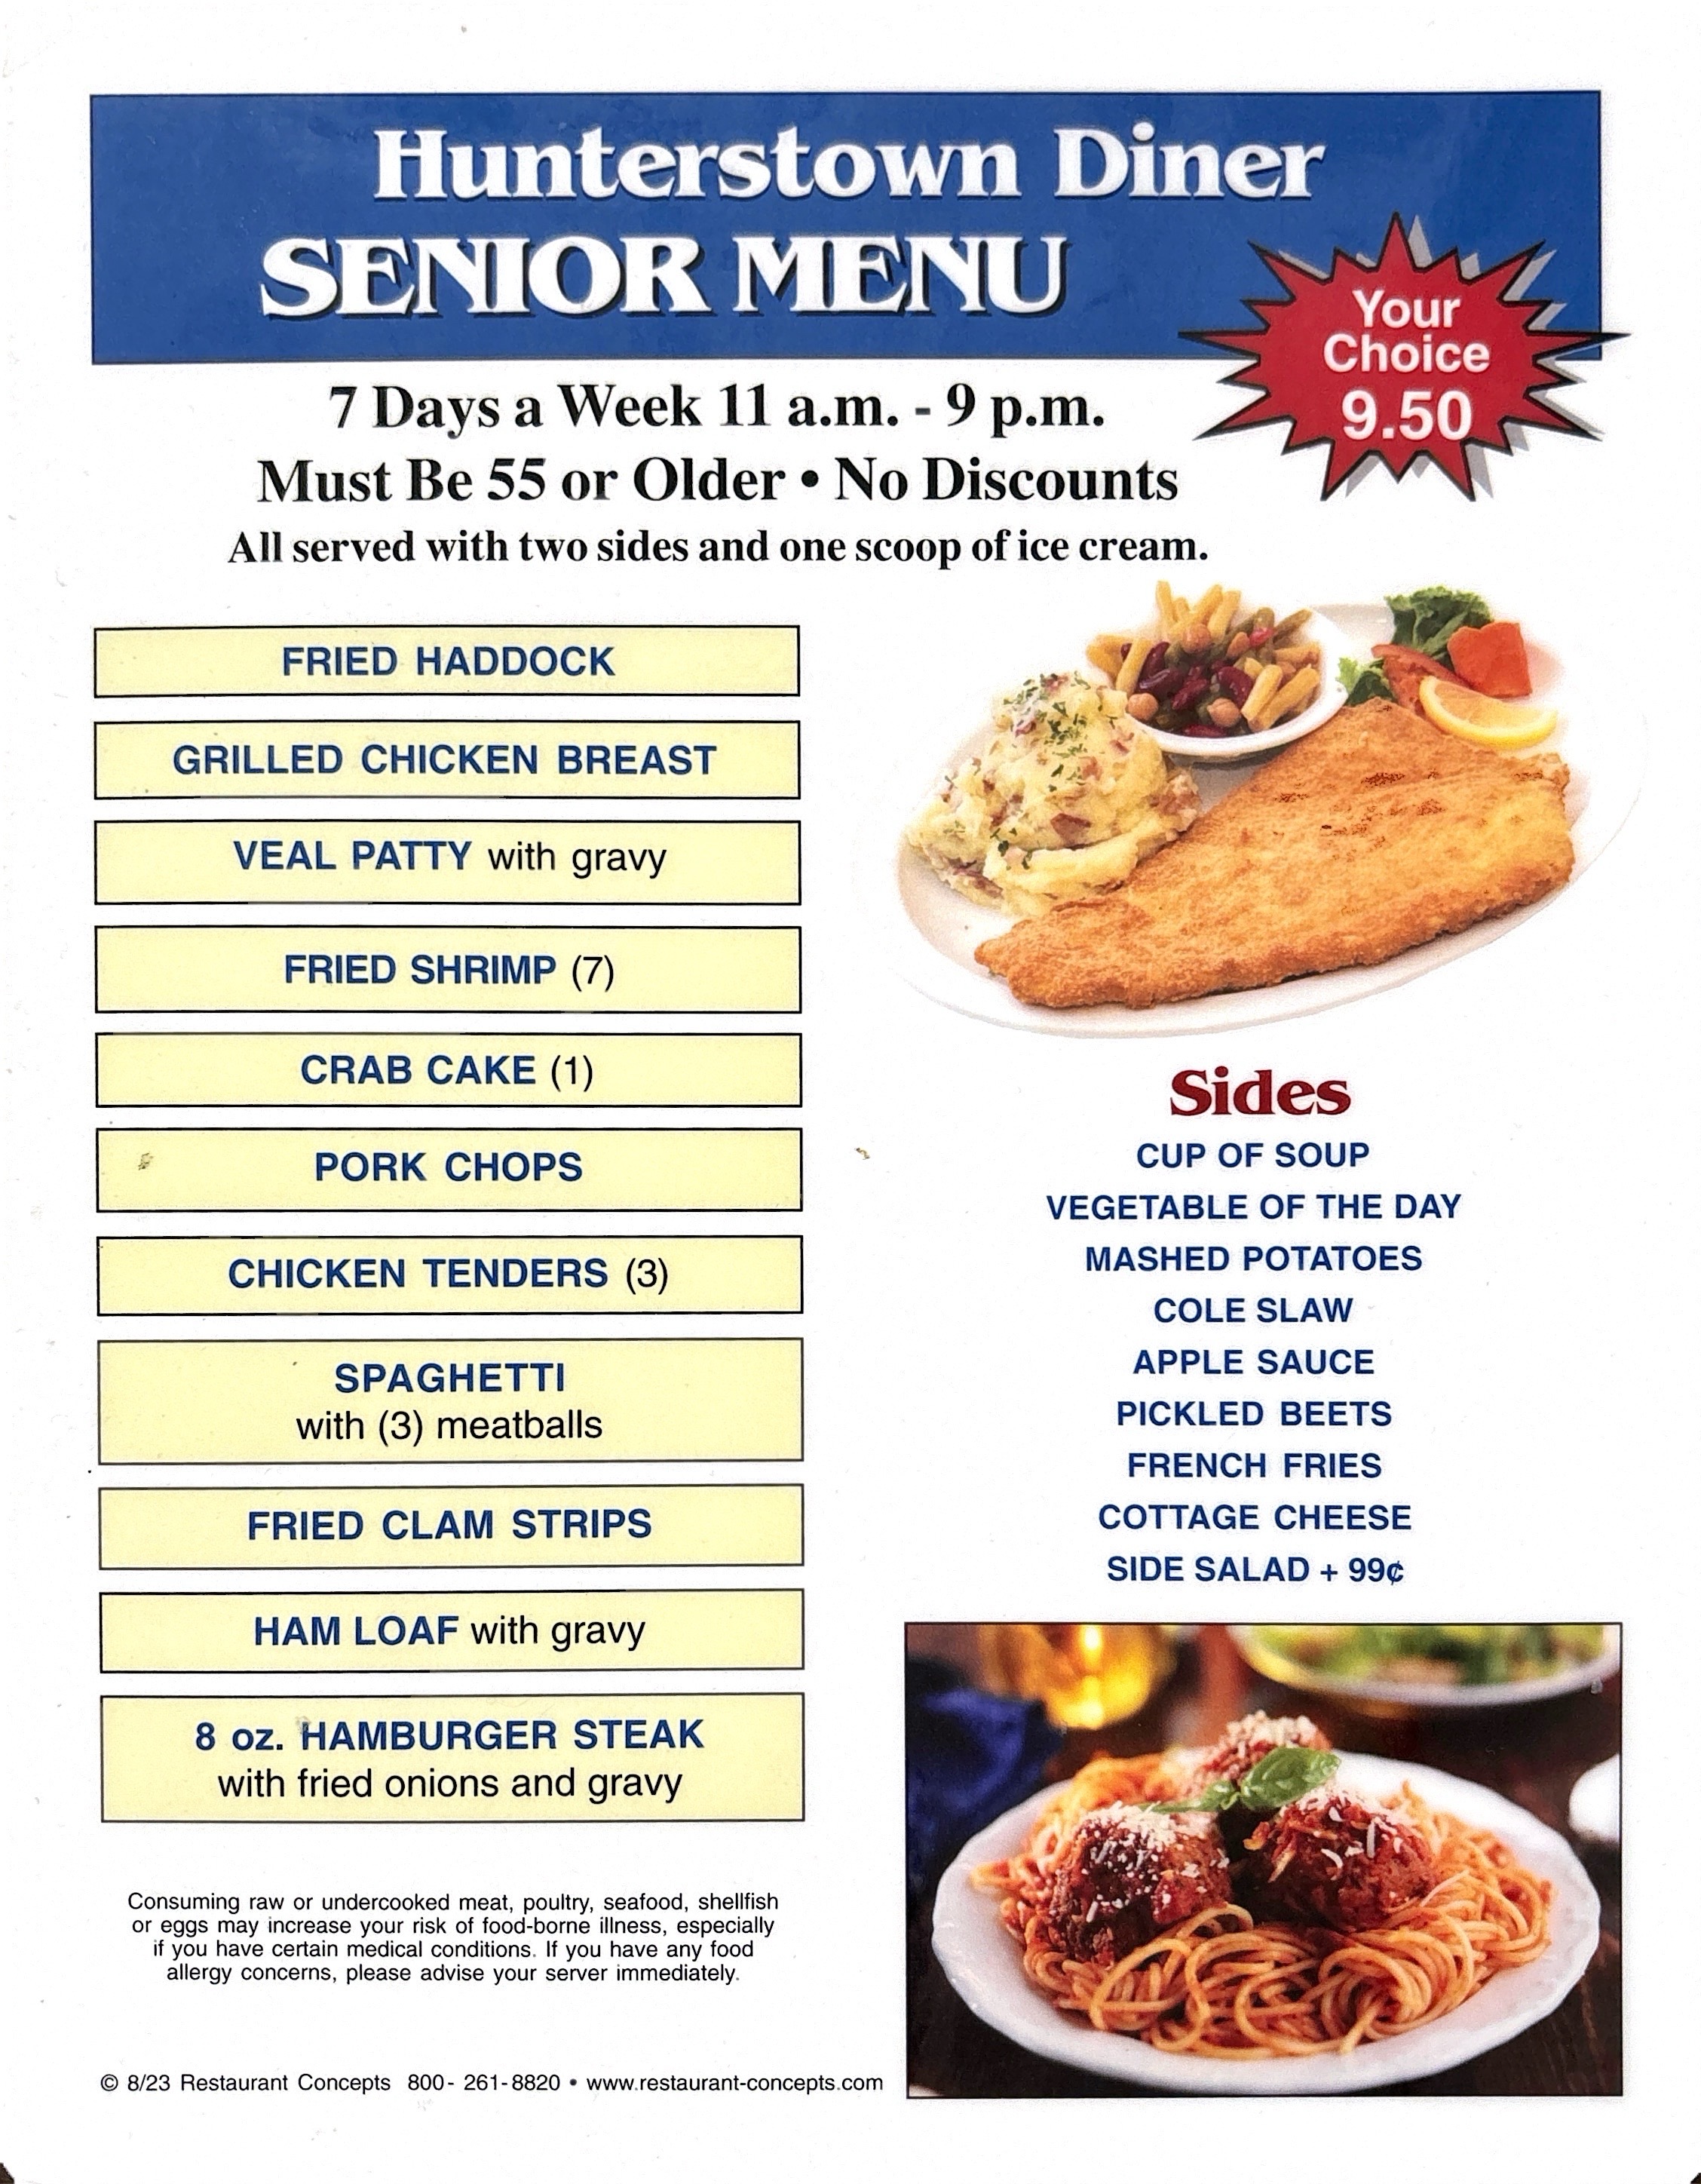 Hunterstown Diner
SENIOR MENU
Your
Choice
9.50
7 Days a Week 11 a.m. - 9 p.m.
Must Be 55 or Older • No Discounts
All served with two sides and one scoop of ice cream.
FRIED HADDOCK
GRILLED CHICKEN BREAST
VEAL PATTY with gravy
FRIED SHRIMP (7)
CRAB CAKE (1)
PORK CHOPS
CHICKEN TENDERS (3)
SPAGHETTI
with (3) meatballs
FRIED CLAM STRIPS
HAM LOAF with gravy
8 oz. HAMBURGER STEAK
with fried onions and gravy
Sides
CUP OF SOUP
VEGETABLE OF THE DAY
MASHED POTATOES
COLE SLAW
APPLE SAUCE
PICKLED BEETS
FRENCH FRIES
COTTAGE CHEESE
SIDE SALAD + 99¢
Consuming raw or undercooked meat, poultry, seafood, shellfish
or eggs may increase your risk of food-borne illness, especially
if you have certain medical conditions. If you have any food
allergy concerns, please advise your server immediately.
© 8/23 Restaurant Concepts 800- 261-8820 • www.restaurant-concepts.com